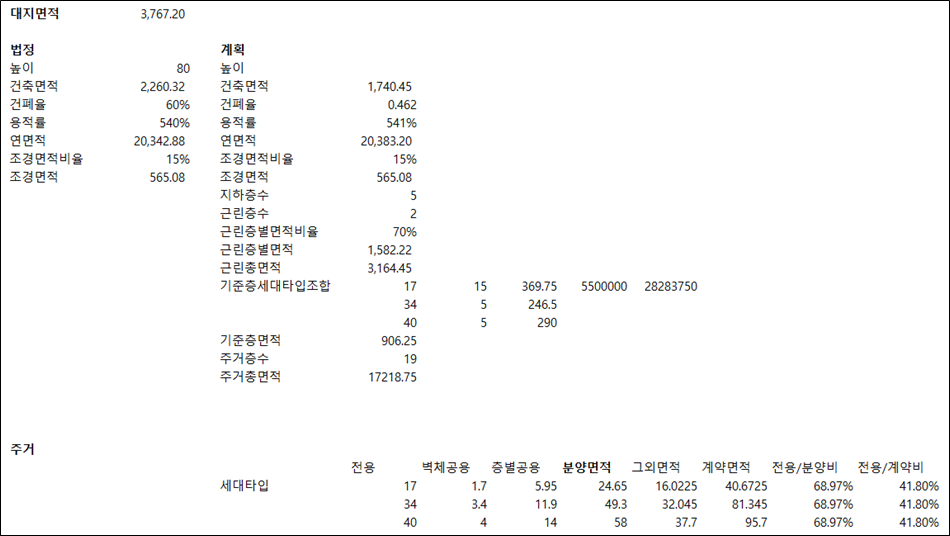 대지면적 3,767.20
법정 계획
높이 80 높이
건축면적 2,260.32 건축면적 1,740.45
건폐율 60% 건폐율 0.462
용적률 540% 용적률 541%
연면적 20,342.88 연면적 20,383.20
조경면적비율 15% 조경면적비율 15%
조경면적 565.08 조경면적 565.08
지하층수 5
근린층수 2
근린층별면적비율 70%
근린층별면적 1,582.22
근린총면적 3,164.45
기준층세대타입조합 17 15 369.75 5500000 28283750
34 5 246.5
40 5 290
기준층면적 906.25
주거층수 19
주거총면적 17218.75
주거
전용 벽체공용 층별공용 분양면적 그외면적 계약면적 전용/분양비 전용/계약비
세대타입 17 1.7 5.95 24.65 16.0225 40.6725 68.97% 41.80%
34 3.4 11.9 49.3 32.045 81.345 68.97% 41.80%
40 4 14 58 37.7 95.7 68.97% 41.80%